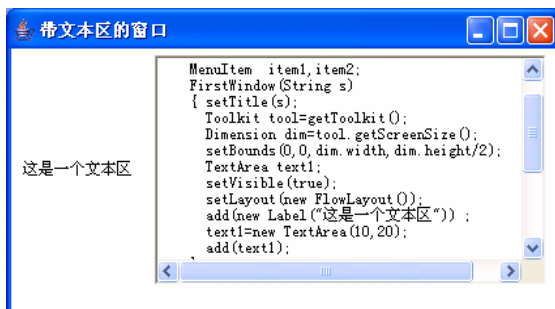 带文本区的窗口
MenuItem  item1,item2;
FirstWindow(String s)
{ setTitle(s);
Toolkit tool=getToolkit();
Dimension dim=tool.getScreenSize();
setBounds(0,0,dim.width,dim.height/2);
这是一个文本区
TextArea text1;
setVisible(true);
setLayout(new FlowLayout());
add(new Label("这是一个文本区")) ;
text1=new TextArea(10,20);
add(text1);